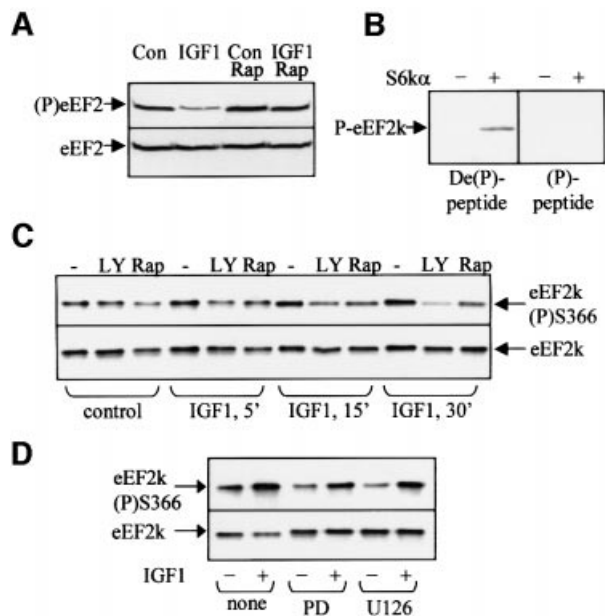 A
Con IGF1 Con Rap IGF1 Rap
(P)eEF2
eEF2
B
S6kα - + - +
P-eEF2k
De(P)-peptide (P)-peptide
C
- LY Rap - LY Rap - LY Rap - LY Rap
eEF2k (P)S366
eEF2k
control IGF1, 5' IGF1, 15' IGF1, 30'
D
eEF2k (P)S366
eEF2k
IGF1 - + - + - +
none PD U126